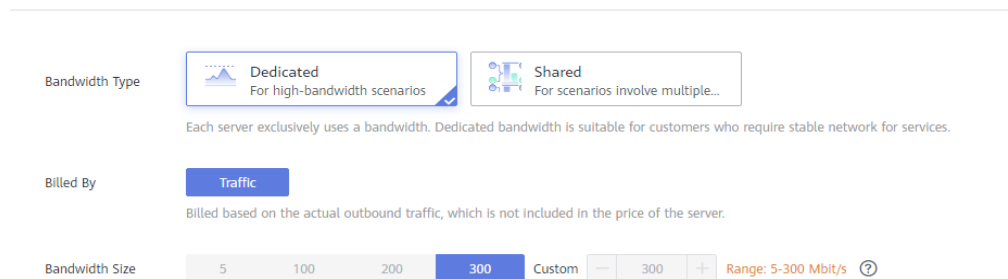 Dedicated
Shared
Bandwidth Type
For high-bandwidth scenarios
For scenarios involve multiple...
Each server exclusively uses a bandwidth. Dedicated bandwidth is suitable for customers who require stable network for services.
Billed By
Traffic
Billed based on the actual outbound traffic, which is not included in the price of the server.
Bandwidth Size 5 100 200 300 Custom − 300 + Range: 5-300 Mbit/s ?